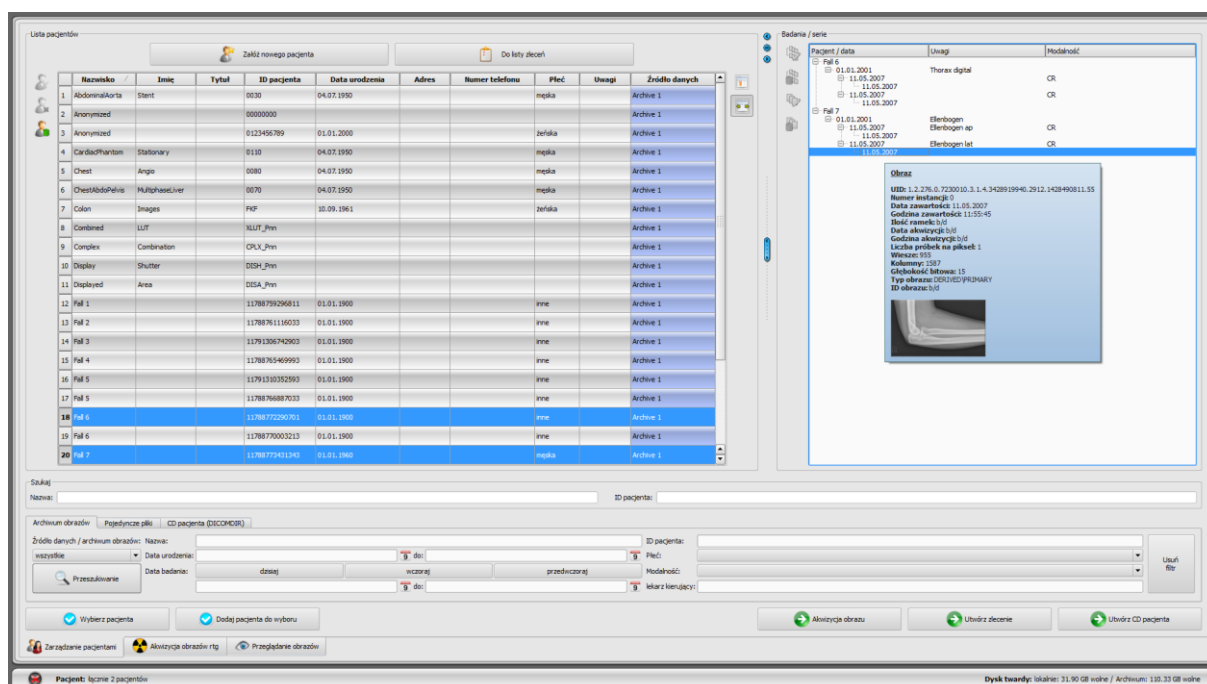 Lista pacjentów
Załóż nowego pacjenta
Do listy zleceń
Nazwisko Imię Tytuł ID pacjenta Data urodzenia Adres Numer telefonu Płeć Uwagi Źródło danych
1 AbdominalAorta Stent 0030 04.07.1950 męska Archive 1
2 Anonymized 00000000 Archive 1
3 Anonymized 0123456789 01.01.2000 żeńska Archive 1
4 CardiacPhantom Stationary 0110 04.07.1950 męska Archive 1
5 Chest Angio 0080 04.07.1950 męska Archive 1
6 ChestAbdoPelvis MultiphaseLiver 0070 04.07.1950 męska Archive 1
7 Colon Images FKF 10.09.1961 żeńska Archive 1
8 Combined LUT XLUT_Pnn Archive 1
9 Complex Combination CPLX_Pnn Archive 1
10 Display Shutter DISH_Pnn Archive 1
11 Displayed Area DISA_Pnn Archive 1
12 Fall 1 11788759296811 01.01.1900 inne Archive 1
13 Fall 2 11788761116033 01.01.1900 inne Archive 1
14 Fall 3 11791306742903 01.01.1900 inne Archive 1
15 Fall 4 11788765469993 01.01.1900 inne Archive 1
16 Fall 5 11791310352593 01.01.1900 inne Archive 1
17 Fall 5 11788766887033 01.01.1900 inne Archive 1
18 Fall 6 11788772290701 01.01.1900 inne Archive 1
19 Fall 6 11788770003213 01.01.1900 inne Archive 1
20 Fall 7 11788773431343 01.01.1960 męska Archive 1
Badania / serie
Pacjent / data Uwagi Modalność
Fall 6
01.01.2001 Thorax digital
11.05.2007 CR
11.05.2007
11.05.2007 CR
11.05.2007
Fall 7
01.01.2001 Ellenbogen
11.05.2007 Ellenbogen ap CR
11.05.2007
11.05.2007 Ellenbogen lat CR
11.05.2007
Obraz
UID: 1.2.276.0.7230010.3.1.4.3428919940.2912.1428490811.55
Numer instancji: 0
Data zawartości: 11.05.2007
Godzina zawartości: 11:55:45
Ilość ramek: b/d
Data akwizycji: b/d
Godzina akwizycji: b/d
Liczba próbek na piksel: 1
Wiesze: 955
Kolumny: 1587
Głębokość bitowa: 15
Typ obrazu: DERIVED\PRIMARY
ID obrazu: b/d
Szukaj
Nazwa: ID pacjenta:
Archiwum obrazów Pojedyncze pliki CD pacjenta (DICOMDIR)
Źródło danych / archiwum obrazów: Nazwa: ID pacjenta:
wszystkie Data urodzenia: 9 do: 9 Płeć:
Przeszukiwanie Data badania: dzisiaj wczoraj przedwczoraj Modalność:
9 do: 9 lekarz kierujący:
Usuń
filtr
Wybierz pacjenta Dodaj pacjenta do wyboru Akwizycja obrazu Utwórz zlecenie Utwórz CD pacjenta
Zarządzanie pacjentami Akwizycja obrazów rtg Przeglądanie obrazów
Pacjent: łącznie 2 pacjentów Dysk twardy: lokalne: 31.90 GB wolne / Archiwum: 110.33 GB wolne